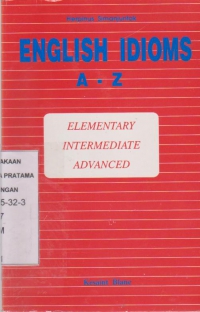 ENGLISH IDIOMS
A - Z
ELEMENTARY
INTERMEDIATE
ADVANCED
AKAAN
PRATAMA
NGAN
5-32-3
7
M